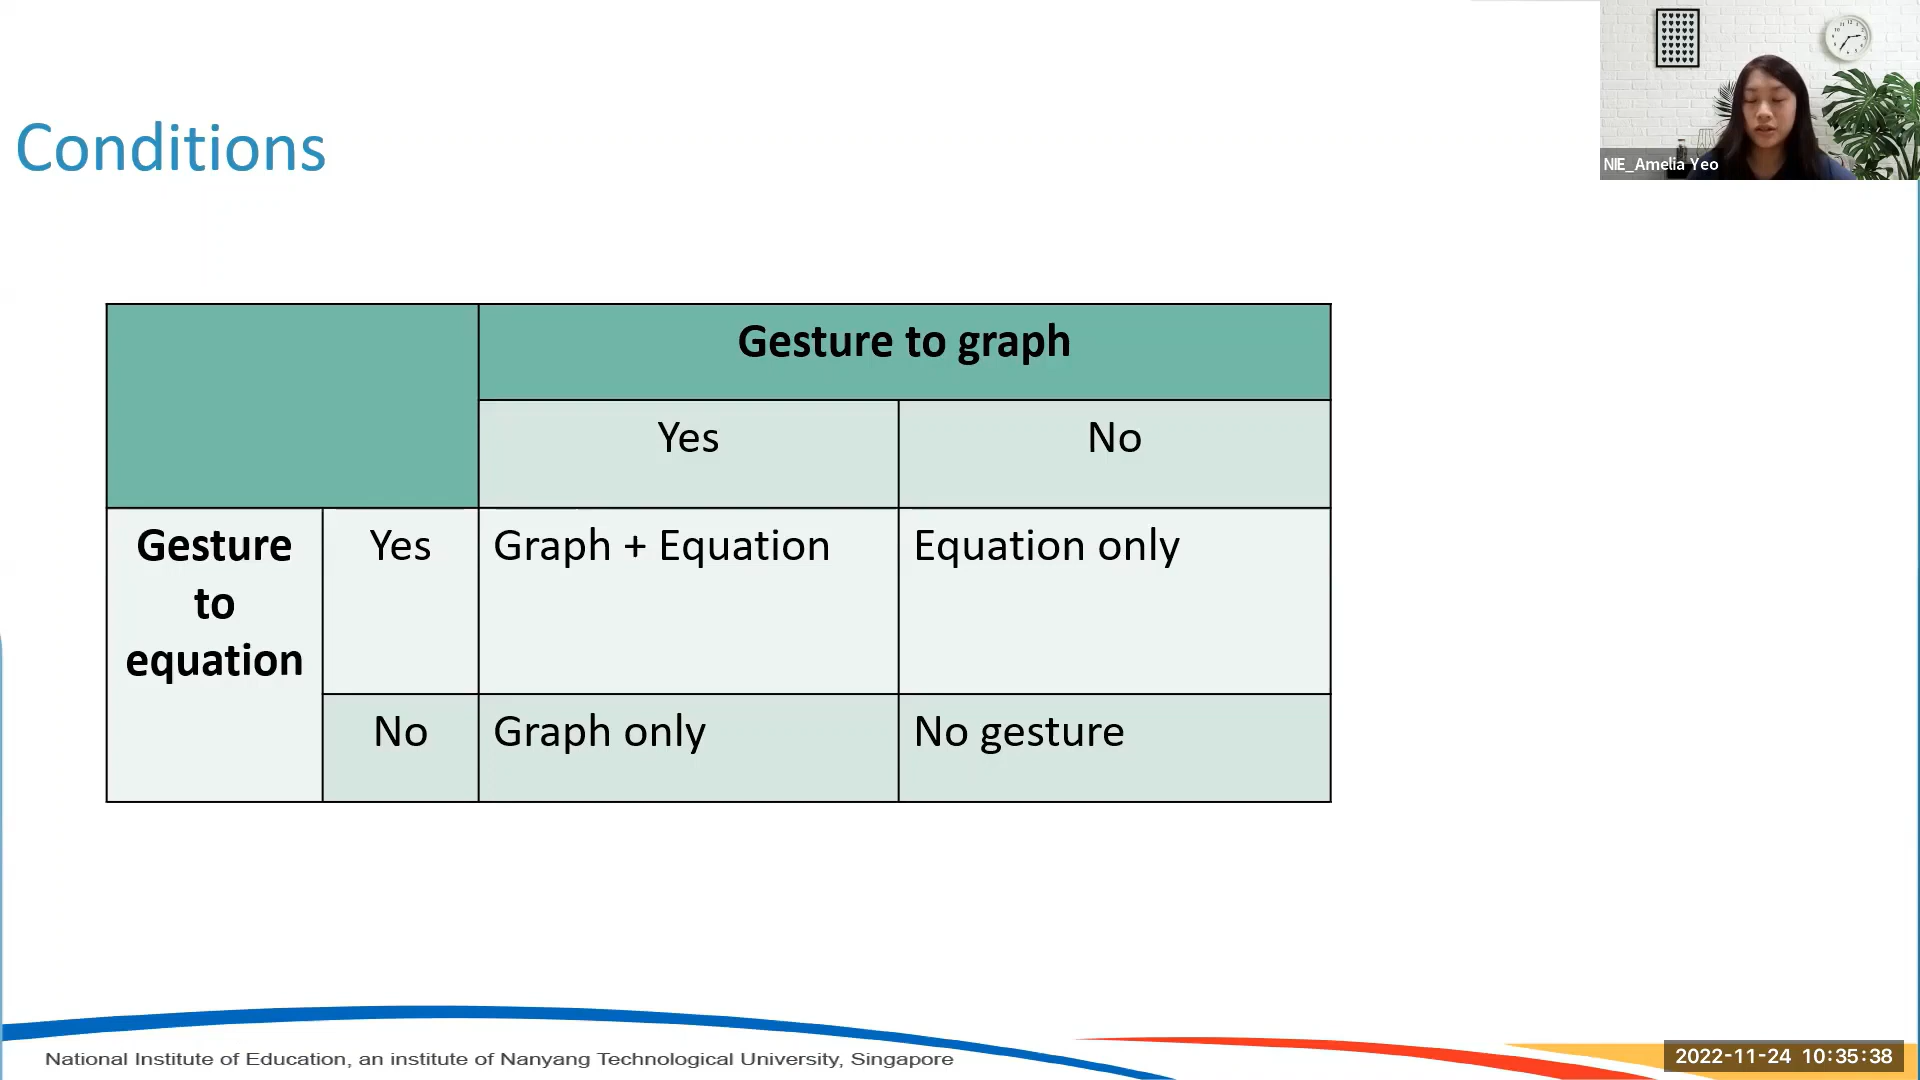 Conditions
NIE_Amelia Yeo
Gesture to graph
Yes
No
Gesture
to
equation
Yes
Graph + Equation
Equation only
No
Graph only
No gesture
National Institute of Education, an institute of Nanyang Technological University, Singapore
2022-11-24 10:35:38